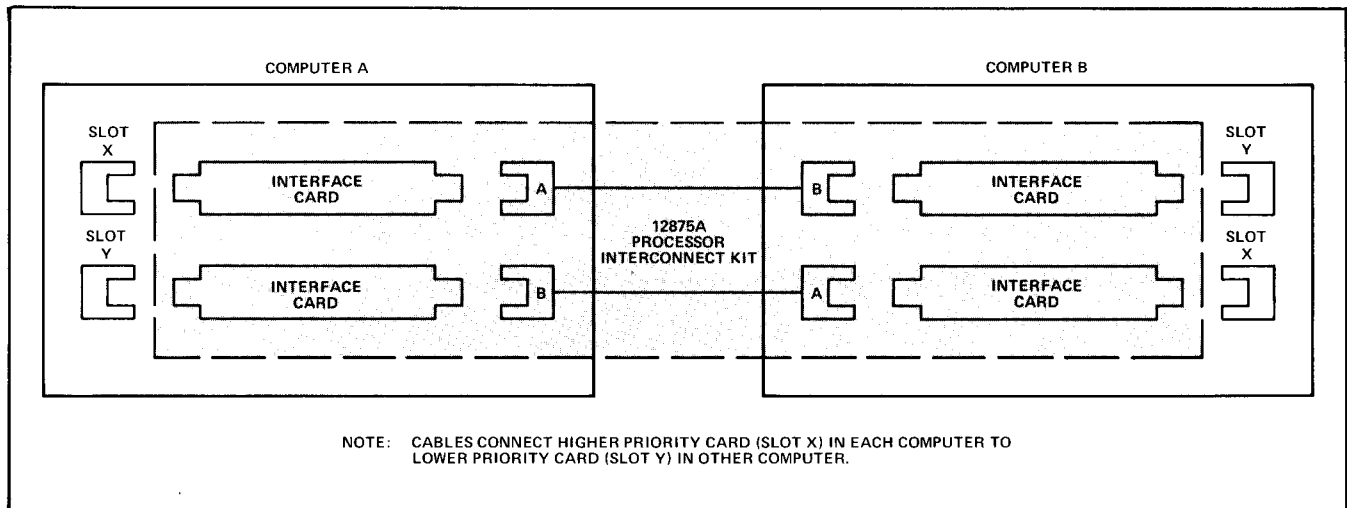 COMPUTER A
COMPUTER B
SLOT
X
INTERFACE
CARD
A
B
INTERFACE
CARD
SLOT
Y
12875A
PROCESSOR
INTERCONNECT KIT
SLOT
Y
INTERFACE
CARD
B
A
INTERFACE
CARD
SLOT
X
NOTE: CABLES CONNECT HIGHER PRIORITY CARD (SLOT X) IN EACH COMPUTER TO
LOWER PRIORITY CARD (SLOT Y) IN OTHER COMPUTER.